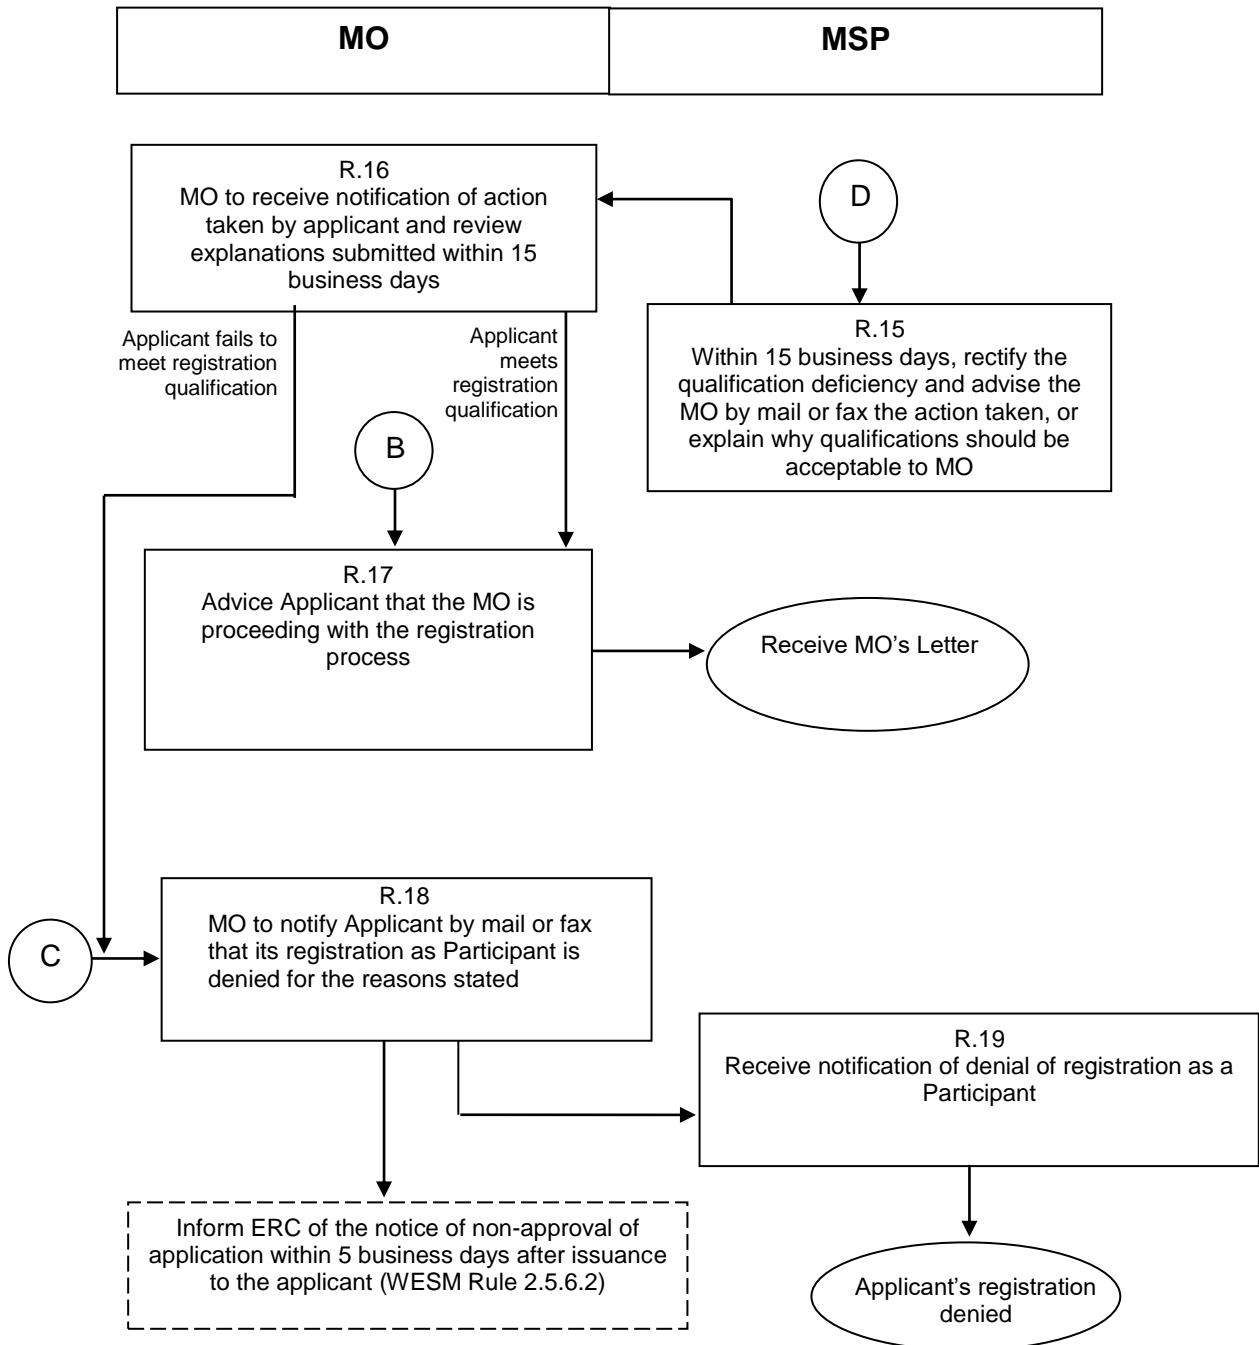 MO
MSP
R.16
MO to receive notification of action
taken by applicant and review
explanations submitted within 15
business days
D
Applicant fails to
meet registration
qualification
Applicant
meets
registration
qualification
R.15
Within 15 business days, rectify the
qualification deficiency and advise the
MO by mail or fax the action taken, or
explain why qualifications should be
acceptable to MO
B
R.17
Advice Applicant that the MO is
proceeding with the registration
process
Receive MO’s Letter
R.18
MO to notify Applicant by mail or fax
that its registration as Participant is
denied for the reasons stated
C
R.19
Receive notification of denial of registration as a
Participant
Inform ERC of the notice of non-approval of
application within 5 business days after issuance
to the applicant (WESM Rule 2.5.6.2)
Applicant’s registration
denied